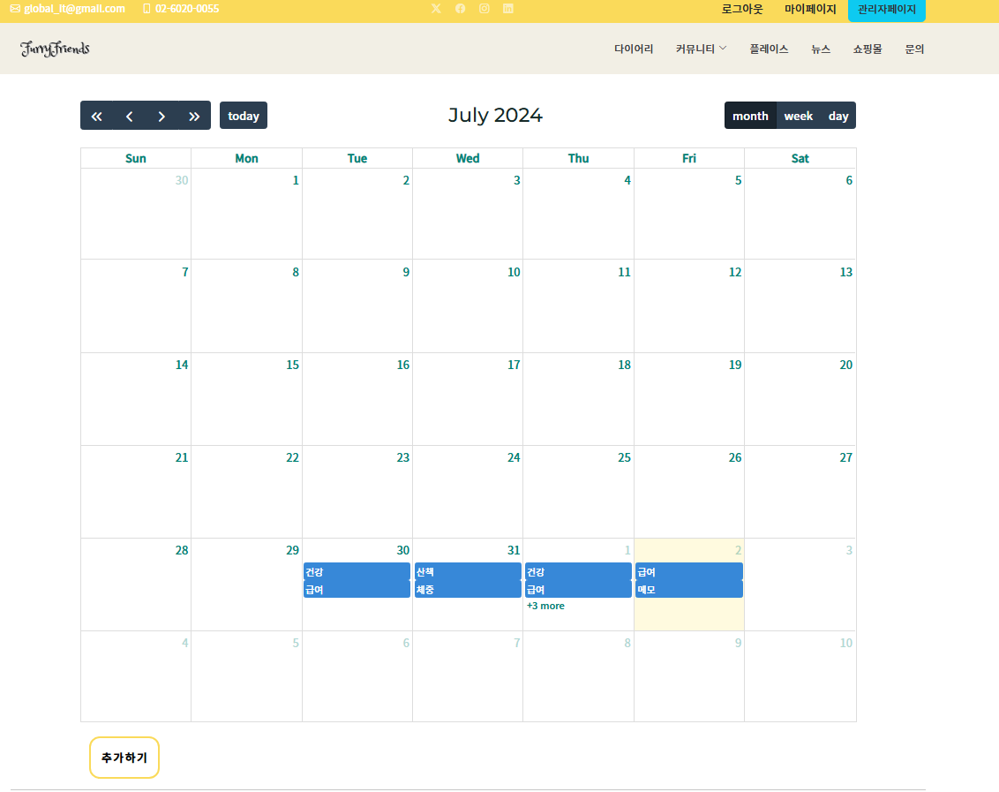 global_it@gmail.com 02-6020-0055 로그아웃 마이페이지 관리자페이지
FurryFriends 다이어리 커뮤니티 플레이스 뉴스 쇼핑몰 문의
today July 2024 month week day
Sun Mon Tue Wed Thu Fri Sat
30 1 2 3 4 5 6
7 8 9 10 11 12 13
14 15 16 17 18 19 20
21 22 23 24 25 26 27
28 29 30 31 1 2 3
건강 산책 건강 급여
급여 체중 급여 메모
+3 more
4 5 6 7 8 9 10
추가하기